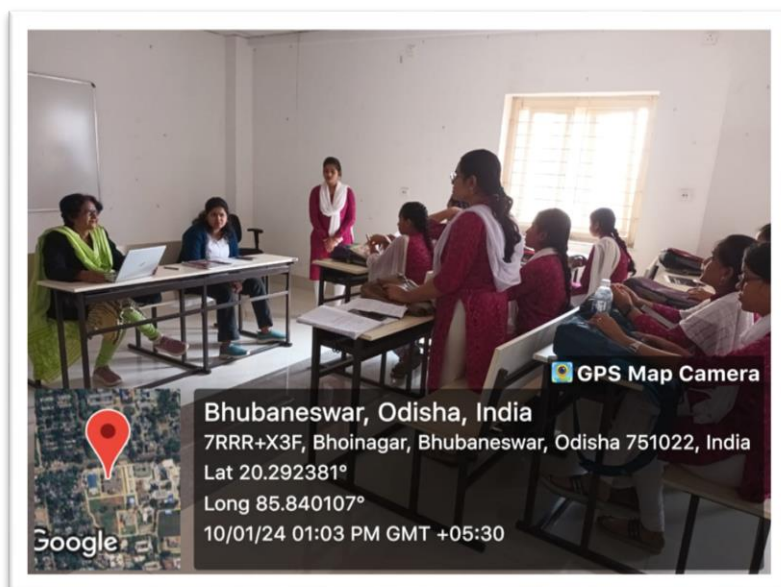 GPS Map Camera
Bhubaneswar, Odisha, India
7RRR+X3F, Bhoinagar, Bhubaneswar, Odisha 751022, India
Lat 20.292381°
Long 85.840107°
10/01/24 01:03 PM GMT +05:30
Google